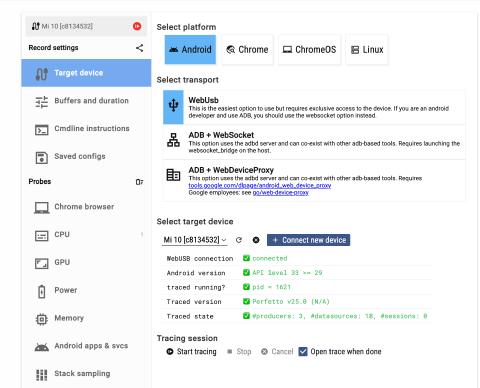 Mi 10 [c8134532]
Record settings
Target device
Buffers and duration
Cmdline instructions
Saved configs
Probes
Chrome browser
CPU
GPU
Power
Memory
Android apps & svcs
Stack sampling
Select platform
Android
Chrome
ChromeOS
Linux
Select transport
WebUsb
This is the easiest option to use but requires exclusive access to the device. If you are an android
developer and use ADB, you should use the websocket option instead.
ADB + WebSocket
This option uses the adbd server and can co-exist with other adb-based tools. Requires launching the
websocket_bridge on the host.
ADB + WebDeviceProxy
This option uses the adbd server and can co-exist with other adb-based tools. Requires
tools.google.com/dlpage/android_web_device_proxy
Google employees: see go/web-device-proxy
Select target device
Mi 10 [c8134532]
+ Connect new device
WebUSB connection connected
Android version API level 33 >= 29
traced running? pid = 1621
Traced version Perfetto v25.0 (N/A)
Traced state #producers: 3, #datasources: 18, #sessions: 0
Tracing session
Start tracing Stop Cancel Open trace when done